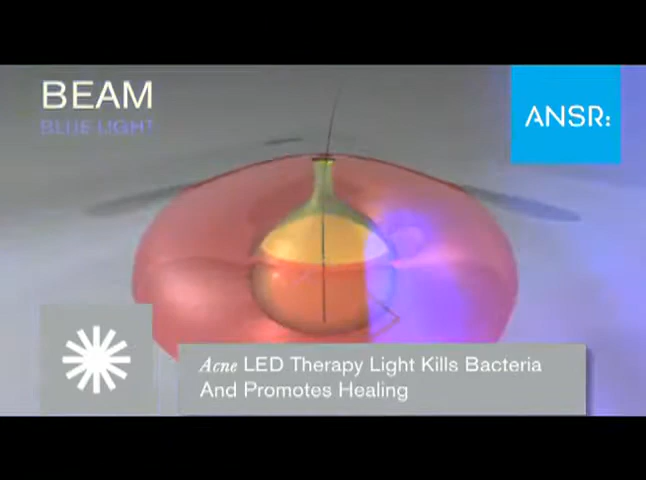 BEAM
BLUE LIGHT
ANSR:
Acne LED Therapy Light Kills Bacteria
And Promotes Healing